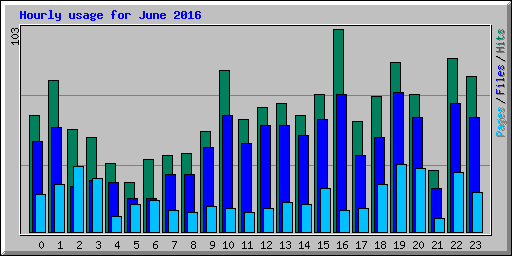 Hourly usage for June 2016
103
Pages/Files/Hits
0 1 2 3 4 5 6 7 8 9 10 11 12 13 14 15 16 17 18 19 20 21 22 23